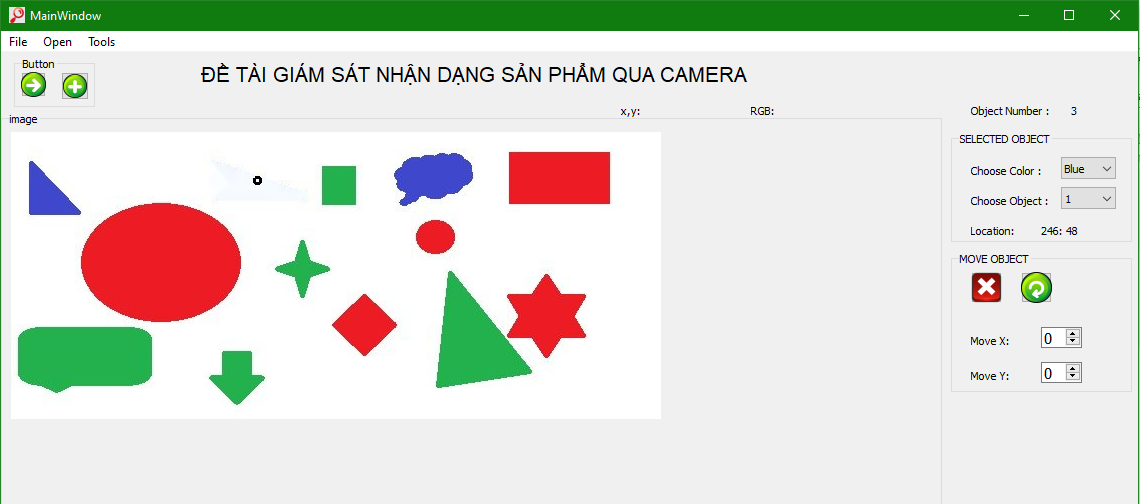 MainWindow
File Open Tools
Button
ĐỀ TÀI GIÁM SÁT NHẬN DẠNG SẢN PHẨM QUA CAMERA
x,y: RGB: Object Number : 3
image
SELECTED OBJECT
Choose Color : Blue
Choose Object : 1
Location: 246: 48
MOVE OBJECT
Move X: 0
Move Y: 0